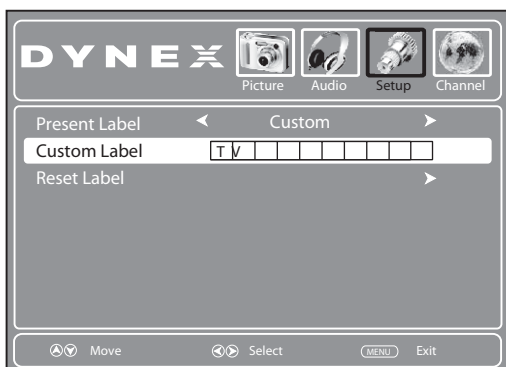 DYNEX
Picture Audio Setup Channel
Present Label Custom
Custom Label T V
Reset Label
Move Select MENU Exit